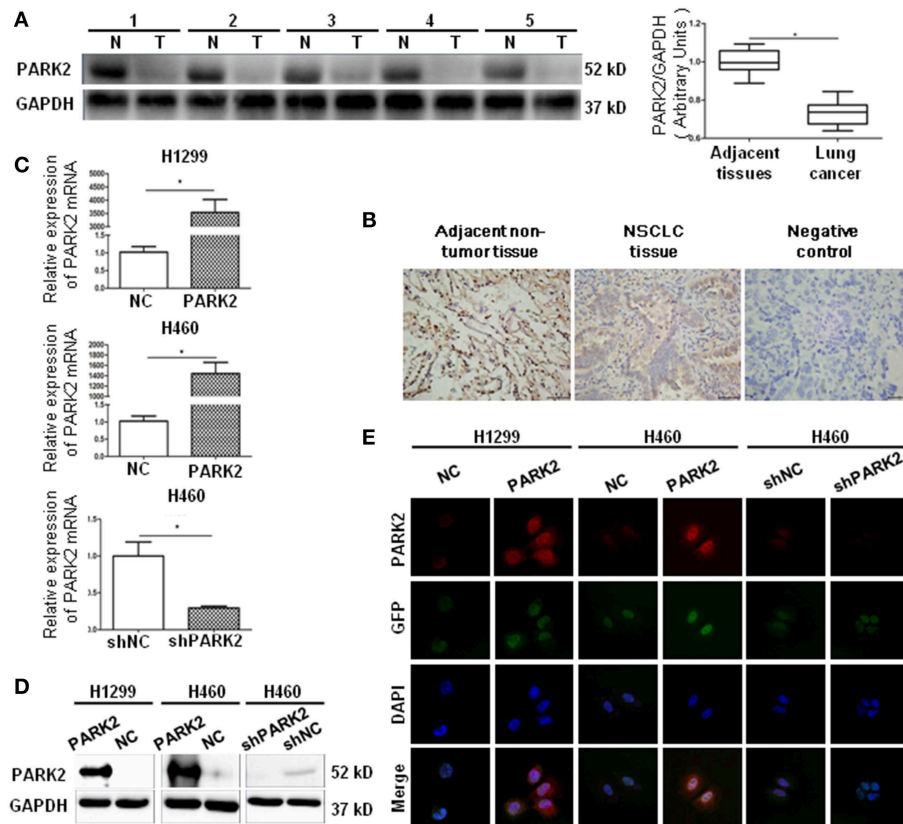 A
1 2 3 4 5
N T N T N T N T N T
PARK2
52 kD
GAPDH
37 kD
PARK2/GAPDH
( Arbitrary Units )
1.2
1.0
0.8
0.6
*
Adjacent
tissues
Lung
cancer
B
Adjacent non-
tumor tissue
NSCLC
tissue
Negative
control
C
H1299
Relative expression
of PARK2 mRNA
5000
4500
4000
3500
3000
1.5
1.0
0.5
0.0
*
NC
PARK2
H460
Relative expression
of PARK2 mRNA
2000
1800
1600
1400
1200
1000
1.5
1.0
0.5
0.0
*
NC
PARK2
H460
Relative expression
of PARK2 mRNA
1.5
1.0
0.5
0.0
*
shNC
shPARK2
D
H1299
H460
H460
PARK2
NC
PARK2
NC
shPARK2
shNC
PARK2
52 kD
GAPDH
37 kD
E
H1299
H460
H460
NC
PARK2
NC
PARK2
shNC
shPARK2
PARK2
GFP
DAPI
Merge